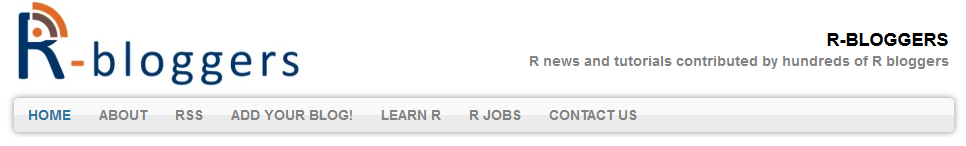 R-bloggers
R-BLOGGERS
R news and tutorials contributed by hundreds of R bloggers
HOME ABOUT RSS ADD YOUR BLOG! LEARN R R JOBS CONTACT US